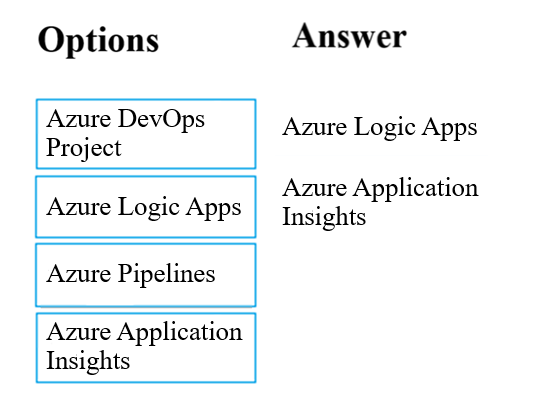 Options
Azure DevOps
Project
Azure Logic Apps
Azure Pipelines
Azure Application
Insights
Answer
Azure Logic Apps
Azure Application
Insights